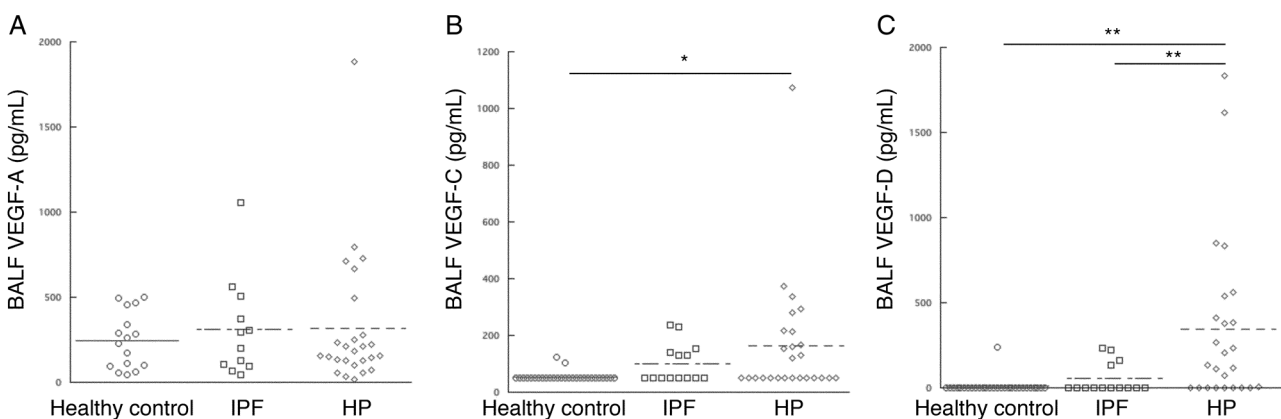 A
BALF VEGF-A (pg/mL)
2000
1500
1000
500
0
Healthy control IPF HP
B
BALF VEGF-C (pg/mL)
*
1200
1000
800
600
400
200
0
Healthy control IPF HP
C
BALF VEGF-D (pg/mL)
**
**
2000
1500
1000
500
0
Healthy control IPF HP